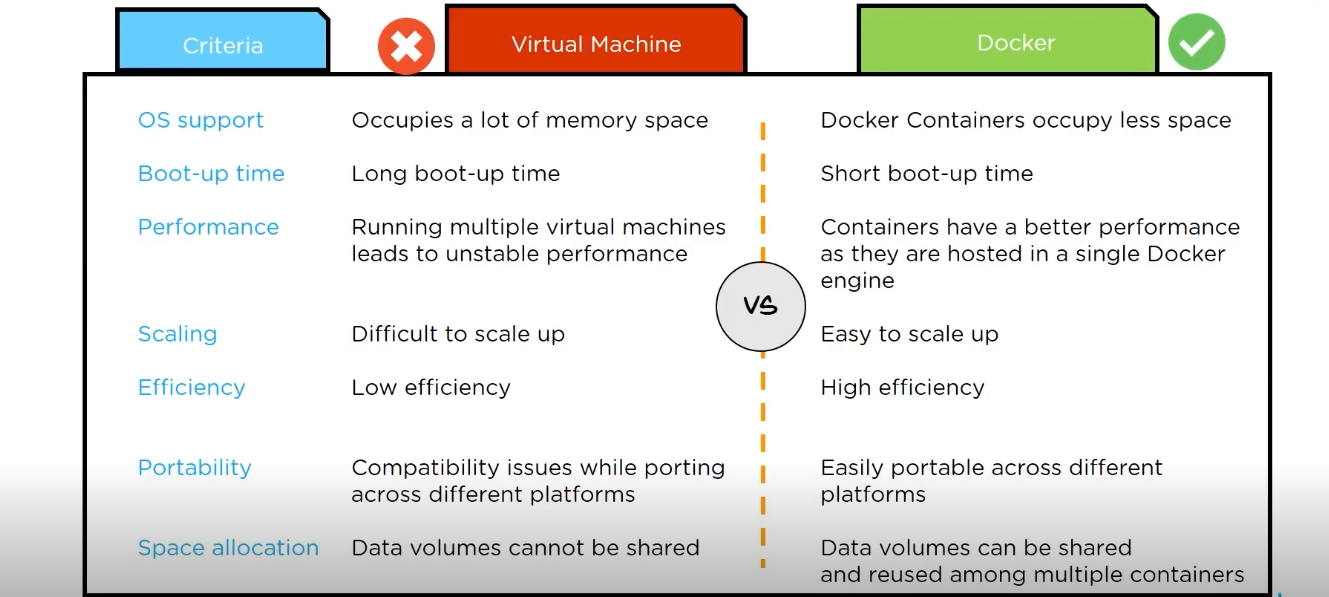 Criteria
Virtual Machine
Docker
OS support
Occupies a lot of memory space
Docker Containers occupy less space
Boot-up time
Long boot-up time
Short boot-up time
Performance
Running multiple virtual machines
leads to unstable performance
Containers have a better performance
as they are hosted in a single Docker
engine
VS
Scaling
Difficult to scale up
Easy to scale up
Efficiency
Low efficiency
High efficiency
Portability
Compatibility issues while porting
across different platforms
Easily portable across different
platforms
Space allocation
Data volumes cannot be shared
Data volumes can be shared
and reused among multiple containers